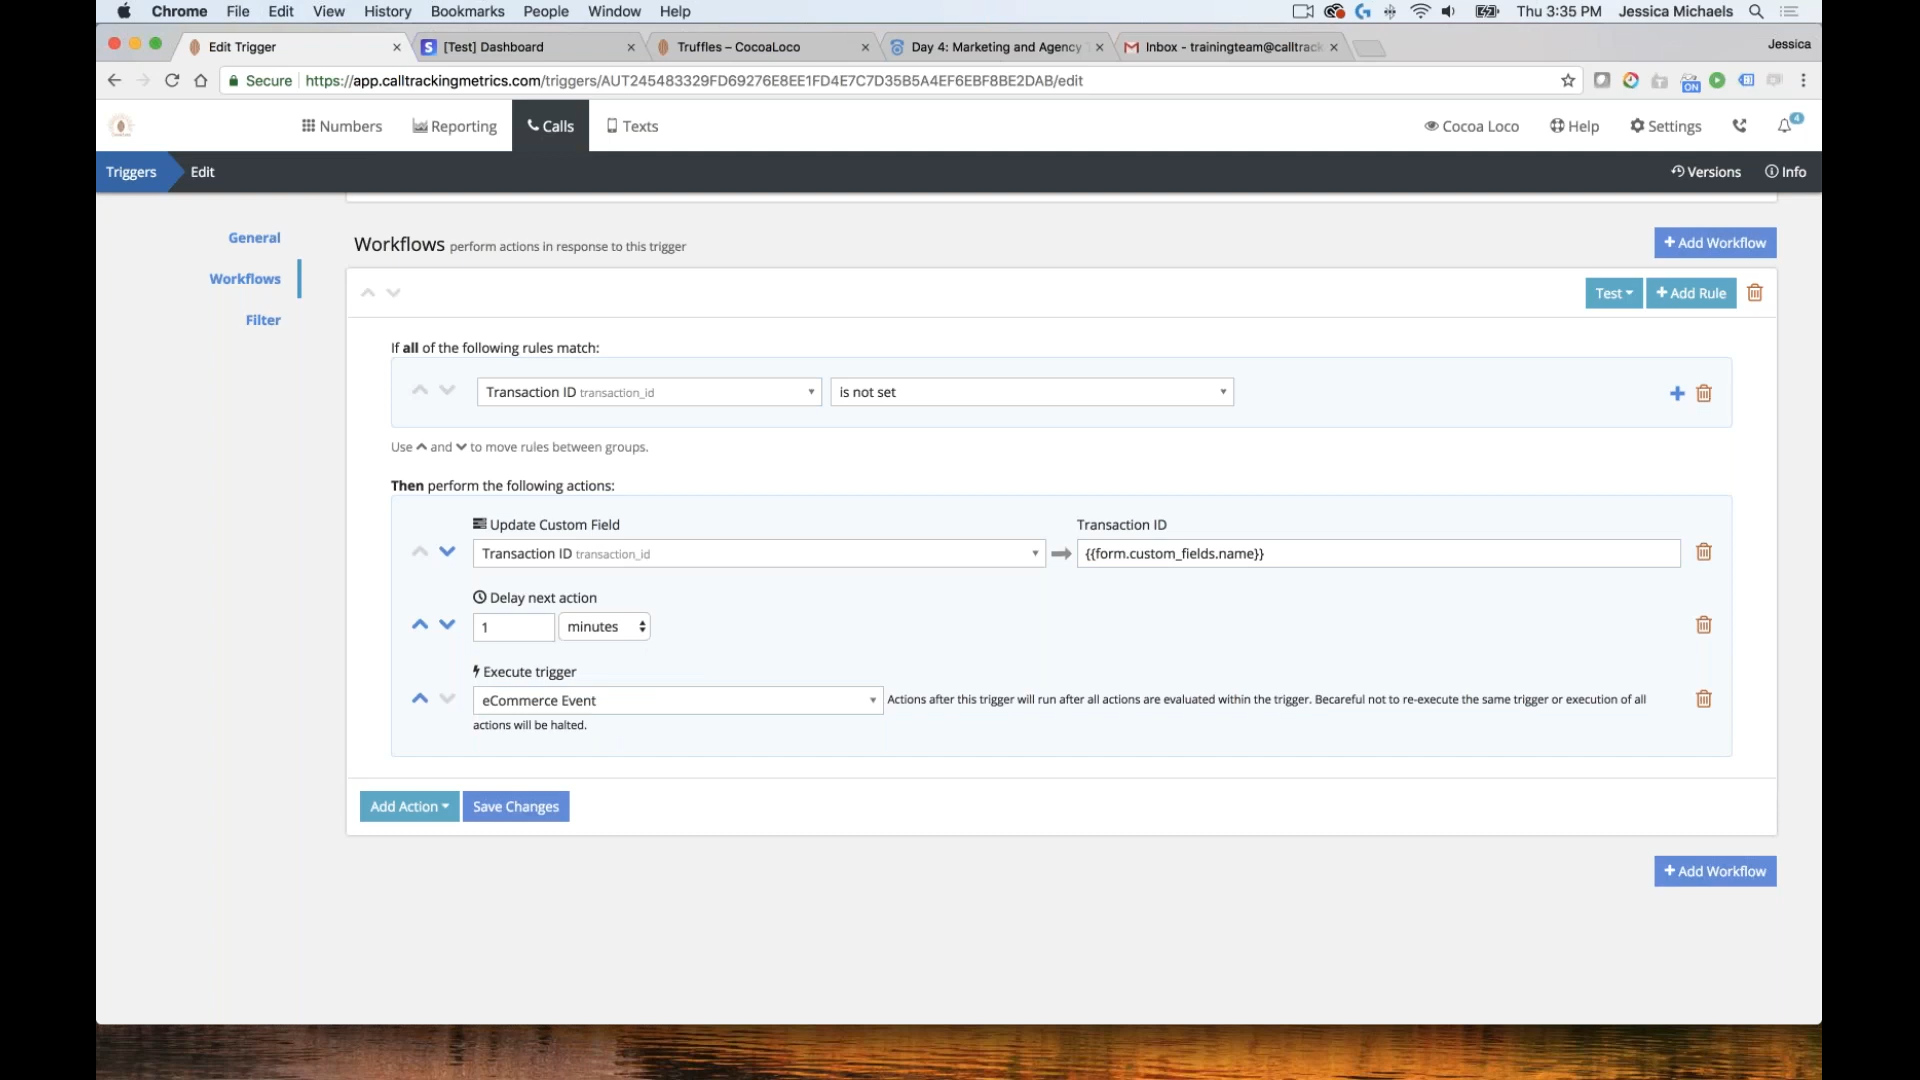 Chrome File Edit View History Bookmarks People Window Help Thu 3:35 PM Jessica Michaels
Edit Trigger [Test] Dashboard Truffles – CocoaLoco Day 4: Marketing and Agency Inbox - trainingteam@calltrack Jessica
Secure https://app.calltrackingmetrics.com/triggers/AUT245483329FD69276E8EE1FD4E7C7D35B5A4EF6EBF8BE2DAB/edit ON
Numbers Reporting Calls Texts Cocoa Loco Help Settings 4
Triggers Edit Versions Info
General
Workflows
Filter
Workflows perform actions in response to this trigger + Add Workflow
Test + Add Rule
If all of the following rules match:
Transaction ID transaction_id is not set
Use and to move rules between groups.
Then perform the following actions:
Update Custom Field Transaction ID
Transaction ID transaction_id {{form.custom_fields.name}}
Delay next action
1 minutes
Execute trigger
eCommerce Event Actions after this trigger will run after all actions are evaluated within the trigger. Becareful not to re-execute the same trigger or execution of all
actions will be halted.
Add Action Save Changes
+ Add Workflow